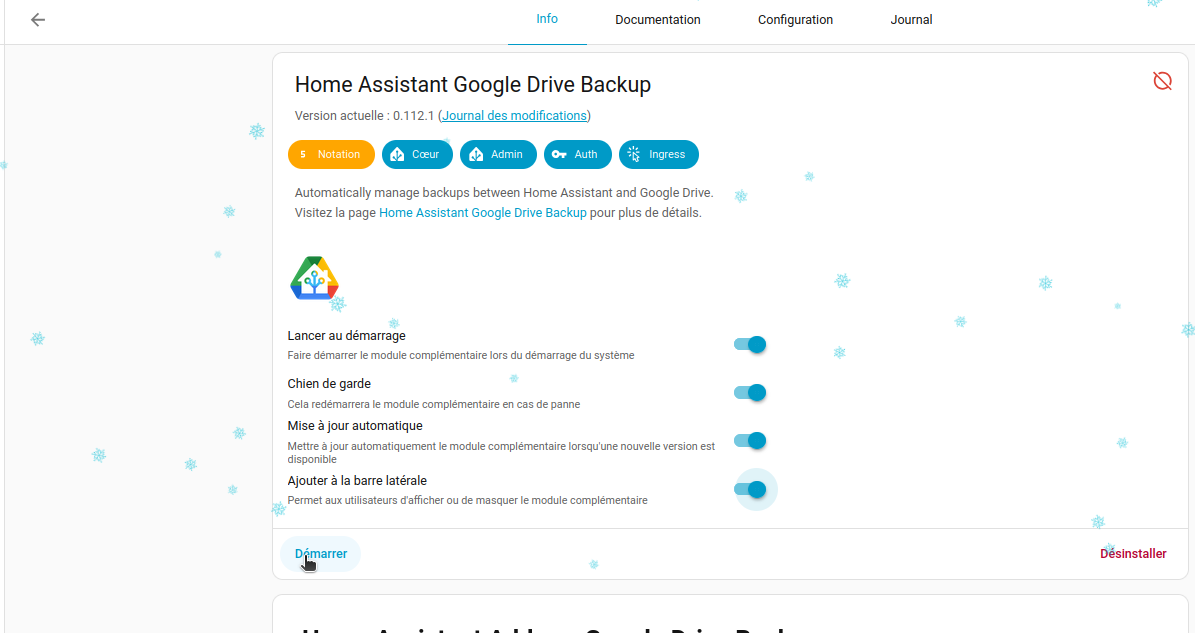 Info
Documentation
Configuration
Journal
Home Assistant Google Drive Backup
Version actuelle : 0.112.1 (Journal des modifications)
5 Notation
Cœur
Admin
Auth
Ingress
Automatically manage backups between Home Assistant and Google Drive.
Visitez la page Home Assistant Google Drive Backup pour plus de détails.
Lancer au démarrage
Faire démarrer le module complémentaire lors du démarrage du système
Chien de garde
Cela redémarrera le module complémentaire en cas de panne
Mise à jour automatique
Mettre à jour automatiquement le module complémentaire lorsqu'une nouvelle version est
disponible
Ajouter à la barre latérale
Permet aux utilisateurs d'afficher ou de masquer le module complémentaire
Démarrer
Désinstaller